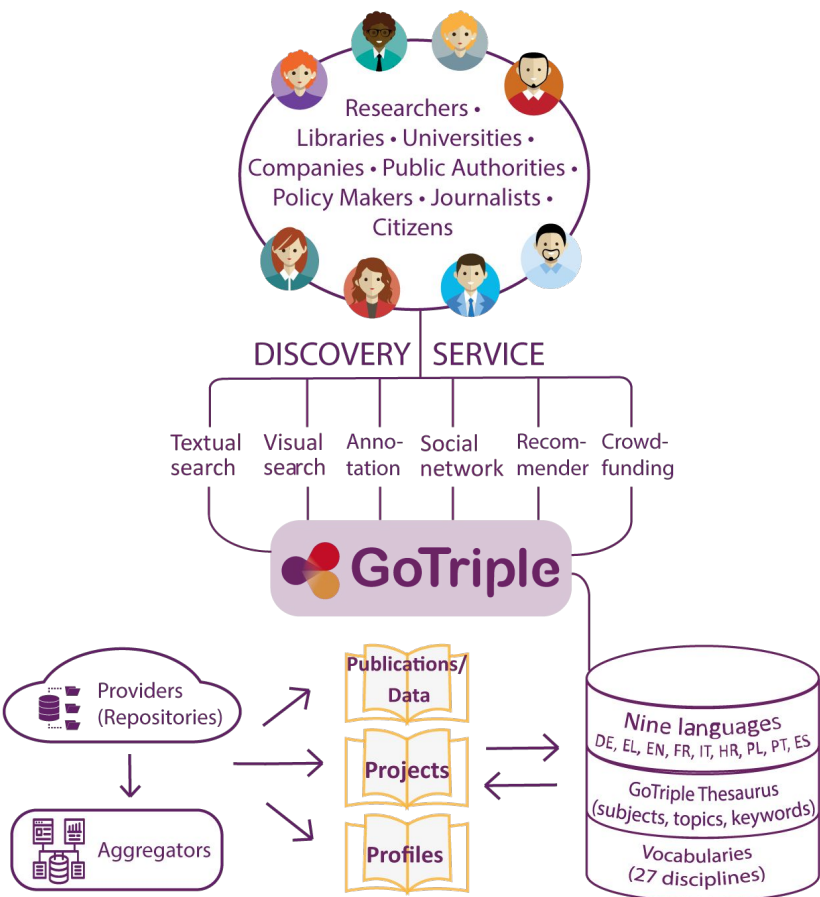 Researchers •
Libraries • Universities •
Companies • Public Authorities •
Policy Makers • Journalists •
Citizens
DISCOVERY SERVICE
Textual
search
Visual
search
Anno-
tation
Social
network
Recom-
mender
Crowd-
funding
GoTriple
Providers
(Repositories)
Aggregators
Publications/
Data
Projects
Profiles
Nine languages
DE, EL, EN, FR, IT, HR, PL, PT, ES
GoTriple Thesaurus
(subjects, topics, keywords)
Vocabularies
(27 disciplines)